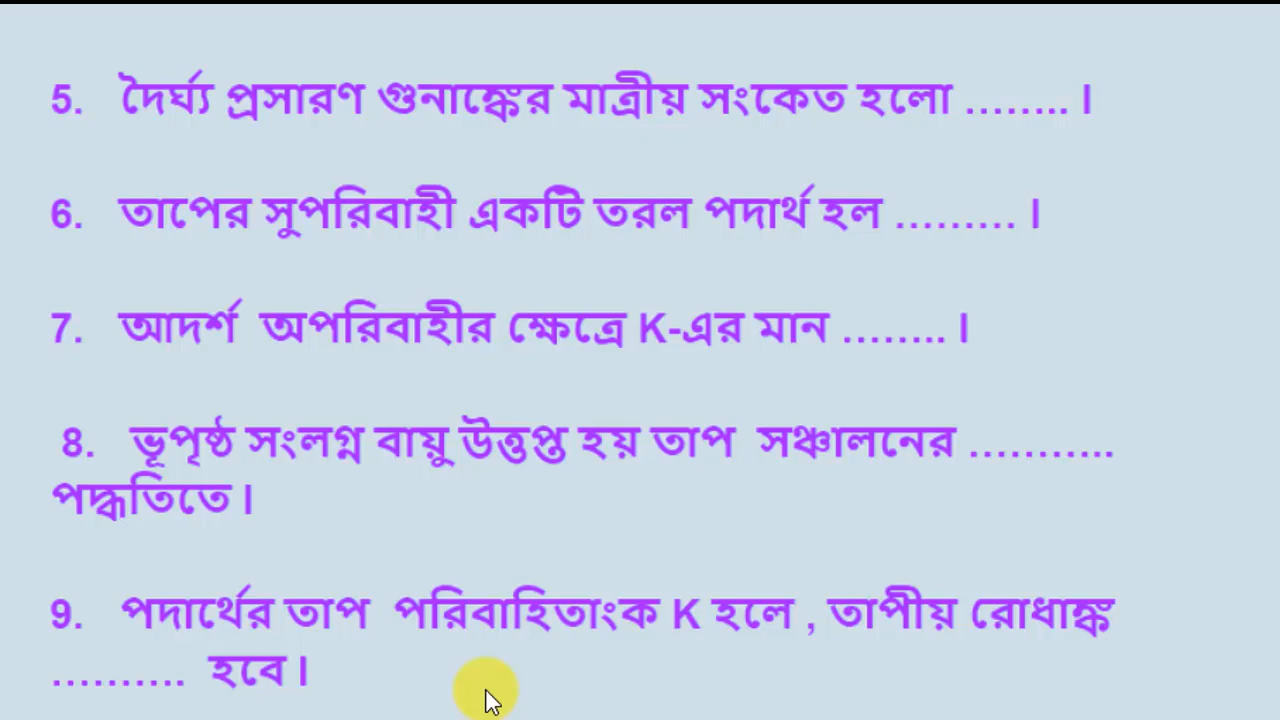 5. দৈর্ঘ্য প্রসারণ গুনাঙ্কের মাত্রীয় সংকেত হলো …….. ।
6. তাপের সুপরিবাহী একটি তরল পদার্থ হল ……… ।
7. আদর্শ অপরিবাহীর ক্ষেত্রে K-এর মান …….. ।
8. ভূপৃষ্ঠ সংলগ্ন বায়ু উত্তপ্ত হয় তাপ সঞ্চালনের ………..
পদ্ধতিতে ।
9. পদার্থের তাপ পরিবাহিতাংক K হলে , তাপীয় রোধাঙ্ক
………. হবে ।